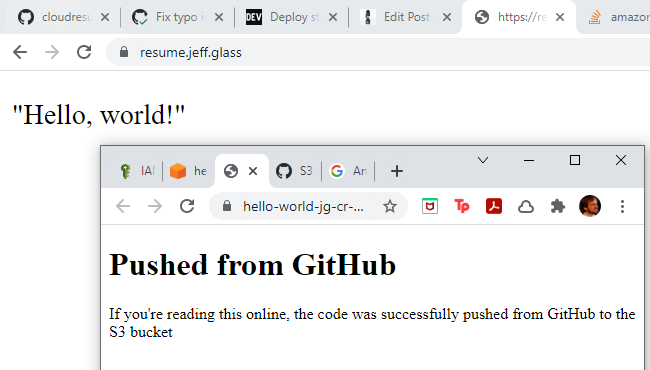 cloudresu
Fix typo i
DEV
Deploy st
Edit Post
https://re
amazon
resume.jeff.glass
"Hello, world!"
IAM
he
S3
An
hello-world-jg-cr-...
Tp
Pushed from GitHub
If you're reading this online, the code was successfully pushed from GitHub to the
S3 bucket